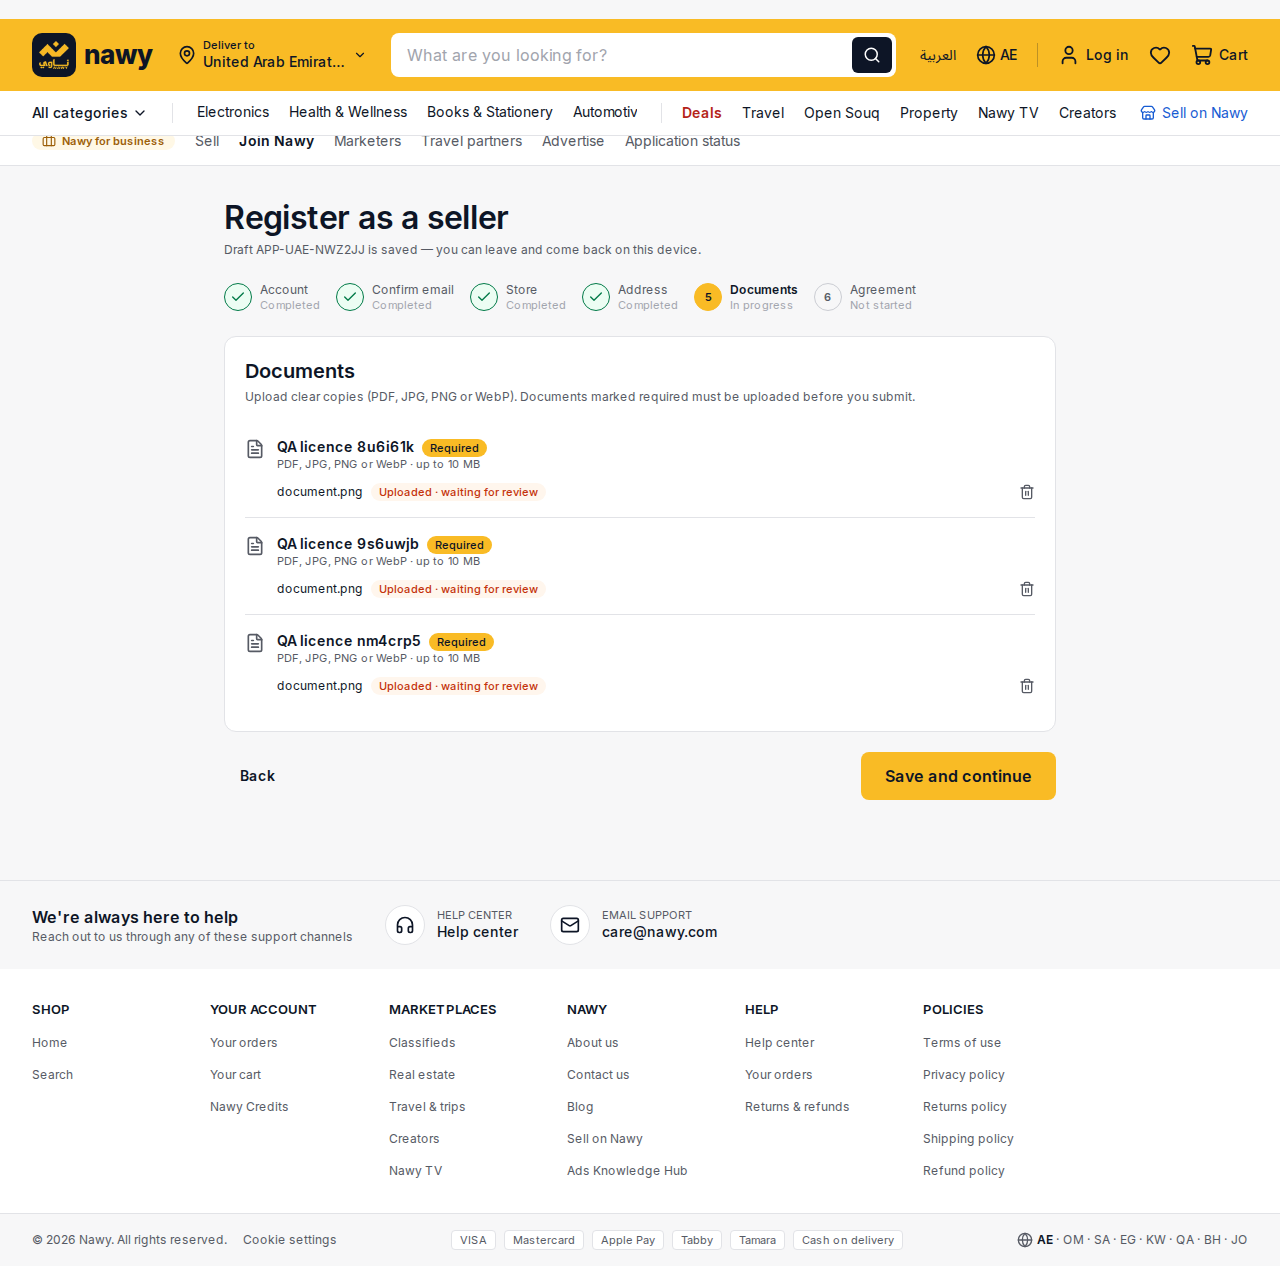 ناوي
NAWY
nawy
Deliver to
United Arab Emirat...
What are you looking for?
العربية
AE
Log in
Cart
All categories
Electronics
Health & Wellness
Books & Stationery
Automotiv
Deals
Travel
Open Souq
Property
Nawy TV
Creators
Sell on Nawy
Nawy for business
Sell
Join Nawy
Marketers
Travel partners
Advertise
Application status
Register as a seller
Draft APP-UAE-NWZ2JJ is saved — you can leave and come back on this device.
Account
Completed
Confirm email
Completed
Store
Completed
Address
Completed
5
Documents
In progress
6
Agreement
Not started
Documents
Upload clear copies (PDF, JPG, PNG or WebP). Documents marked required must be uploaded before you submit.
QA licence 8u6i61k
Required
PDF, JPG, PNG or WebP · up to 10 MB
document.png
Uploaded · waiting for review
QA licence 9s6uwjb
Required
PDF, JPG, PNG or WebP · up to 10 MB
document.png
Uploaded · waiting for review
QA licence nm4crp5
Required
PDF, JPG, PNG or WebP · up to 10 MB
document.png
Uploaded · waiting for review
Back
Save and continue
We're always here to help
Reach out to us through any of these support channels
HELP CENTER
Help center
EMAIL SUPPORT
care@nawy.com
SHOP
Home
Search
YOUR ACCOUNT
Your orders
Your cart
Nawy Credits
MARKETPLACES
Classifieds
Real estate
Travel & trips
Creators
Nawy TV
NAWY
About us
Contact us
Blog
Sell on Nawy
Ads Knowledge Hub
HELP
Help center
Your orders
Returns & refunds
POLICIES
Terms of use
Privacy policy
Returns policy
Shipping policy
Refund policy
© 2026 Nawy. All rights reserved.
Cookie settings
VISA
Mastercard
Apple Pay
Tabby
Tamara
Cash on delivery
AE · OM · SA · EG · KW · QA · BH · JO